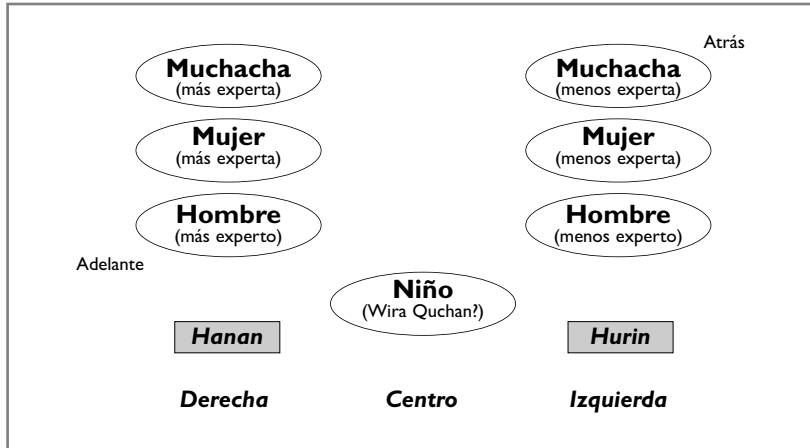 Atrás
Muchacha
(más experta)
Muchacha
(menos experta)
Mujer
(más experta)
Mujer
(menos experta)
Hombre
(más experto)
Hombre
(menos experto)
Adelante
Niño
(Wira Quchan?)
Hanan
Hurin
Derecha
Centro
Izquierda